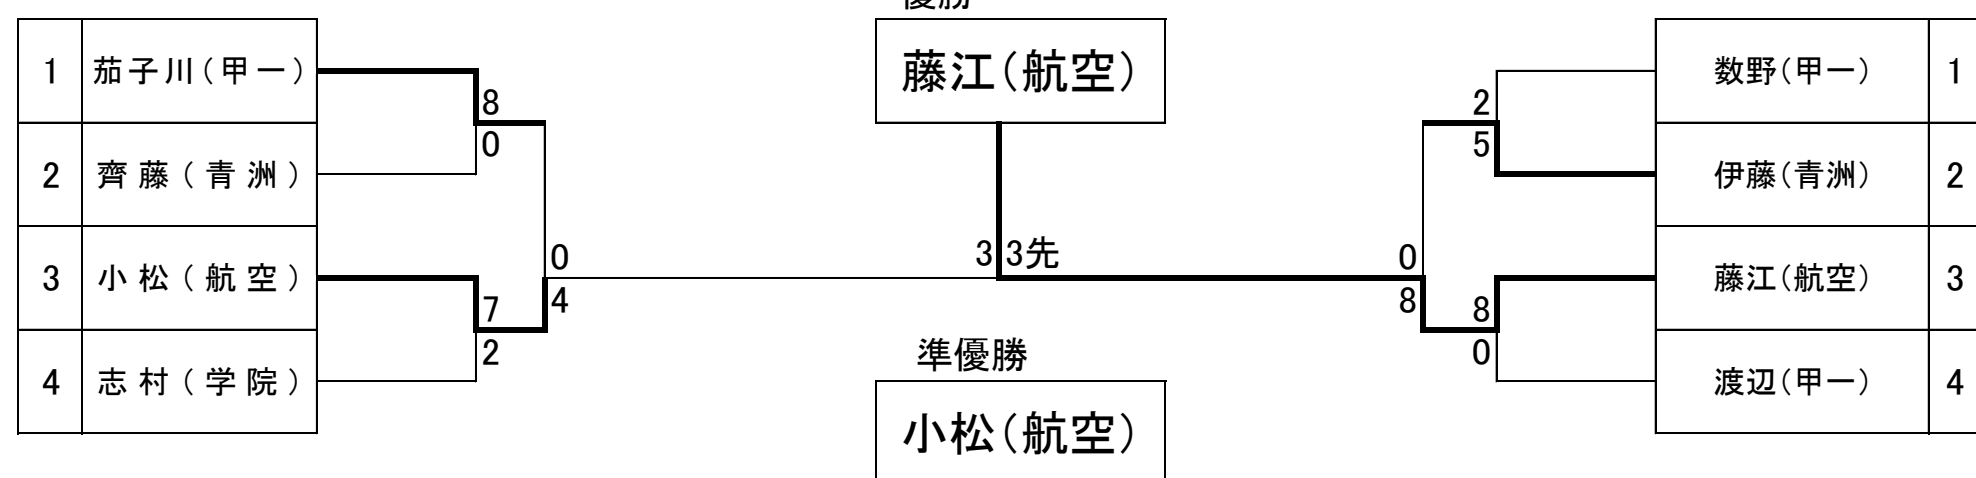 優勝
1 茄子川(甲一)
8
0
2 齊藤(青洲)
3 小松(航空)
7
2
4 志村(学院)
0
4
藤江(航空)
3 3先
準優勝
小松(航空)
0
8
2
5
8
0
数野(甲一) 1
伊藤(青洲) 2
藤江(航空) 3
渡辺(甲一) 4